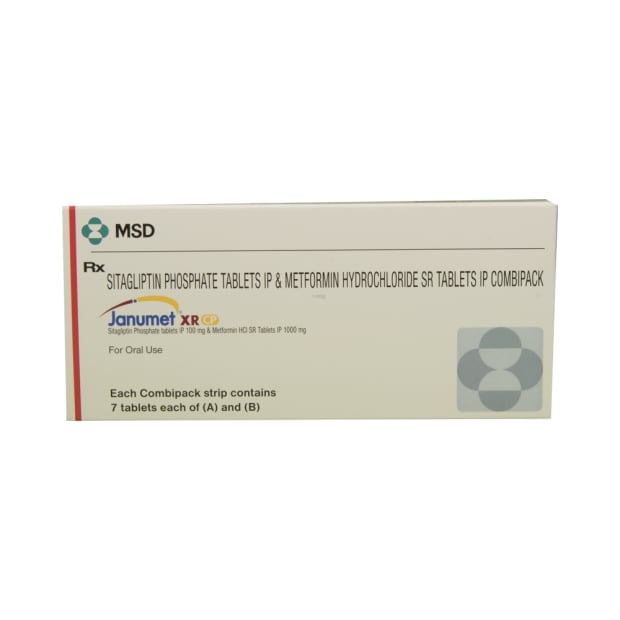 MSD
Rx
SITAGLIPTIN PHOSPHATE TABLETS IP & METFORMIN HYDROCHLORIDE SR TABLETS IP COMBIPACK
Janumet XR CP
Sitagliptin Phosphate tablets IP 100 mg & Metformin HCl SR Tablets IP 1000 mg
For Oral Use
Each Combipack strip contains
7 tablets each of (A) and (B)